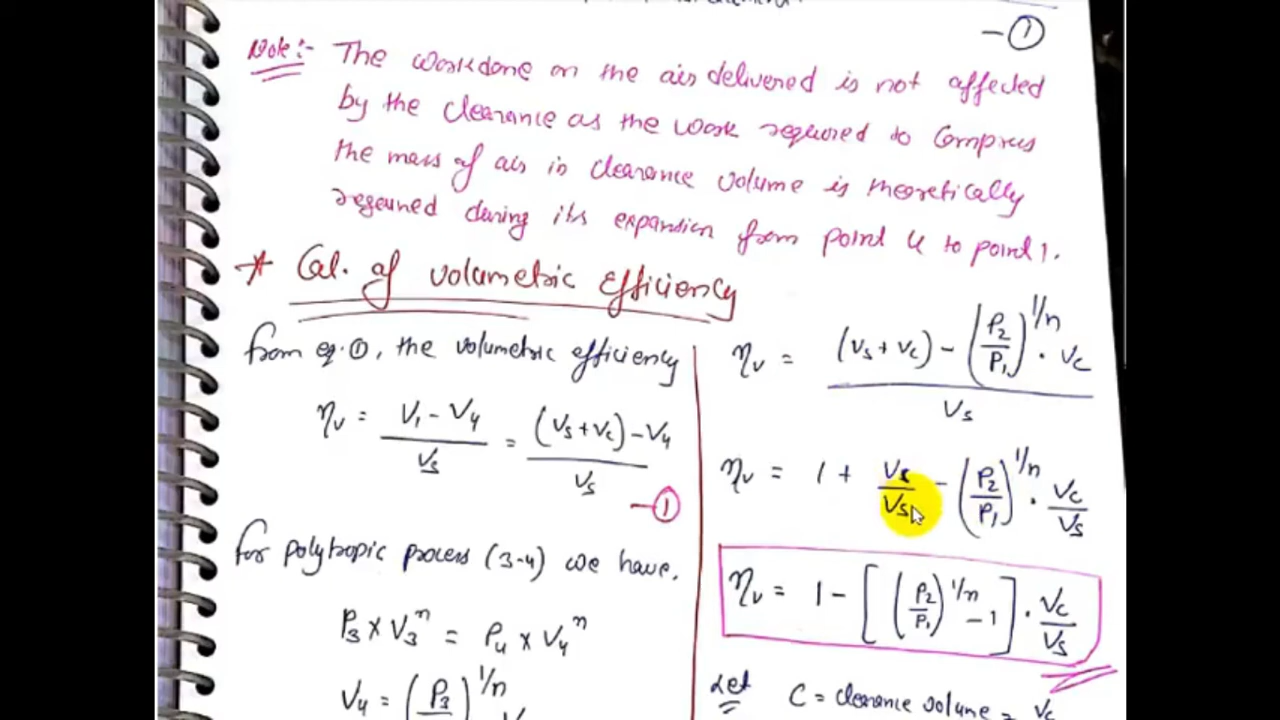 -①
Note:- The workdone on the air delivered is not affected
by the clearance as the work required to compress
the mass of air in clearance volume is theoretically
regained during its expansion from point 4 to point 1.
* Cal. of volumetric efficiency
from eq. ①, the volumetric efficiency
ηv = (V1 - V4)/Vs = ((Vs + Vc) - V4)/Vs
-①
for polytropic process (3-4) we have.
P3 × V3^n = P4 × V4^n
V4 = (P3
ηv = ((Vs + Vc) - (P2/P1)^1/n · Vc)/Vs
ηv = 1 + Vc/Vs - (P2/P1)^1/n · Vc/Vs
ηv = 1 - [(P2/P1)^1/n - 1] · Vc/Vs
Let C = clearance volume = Vc